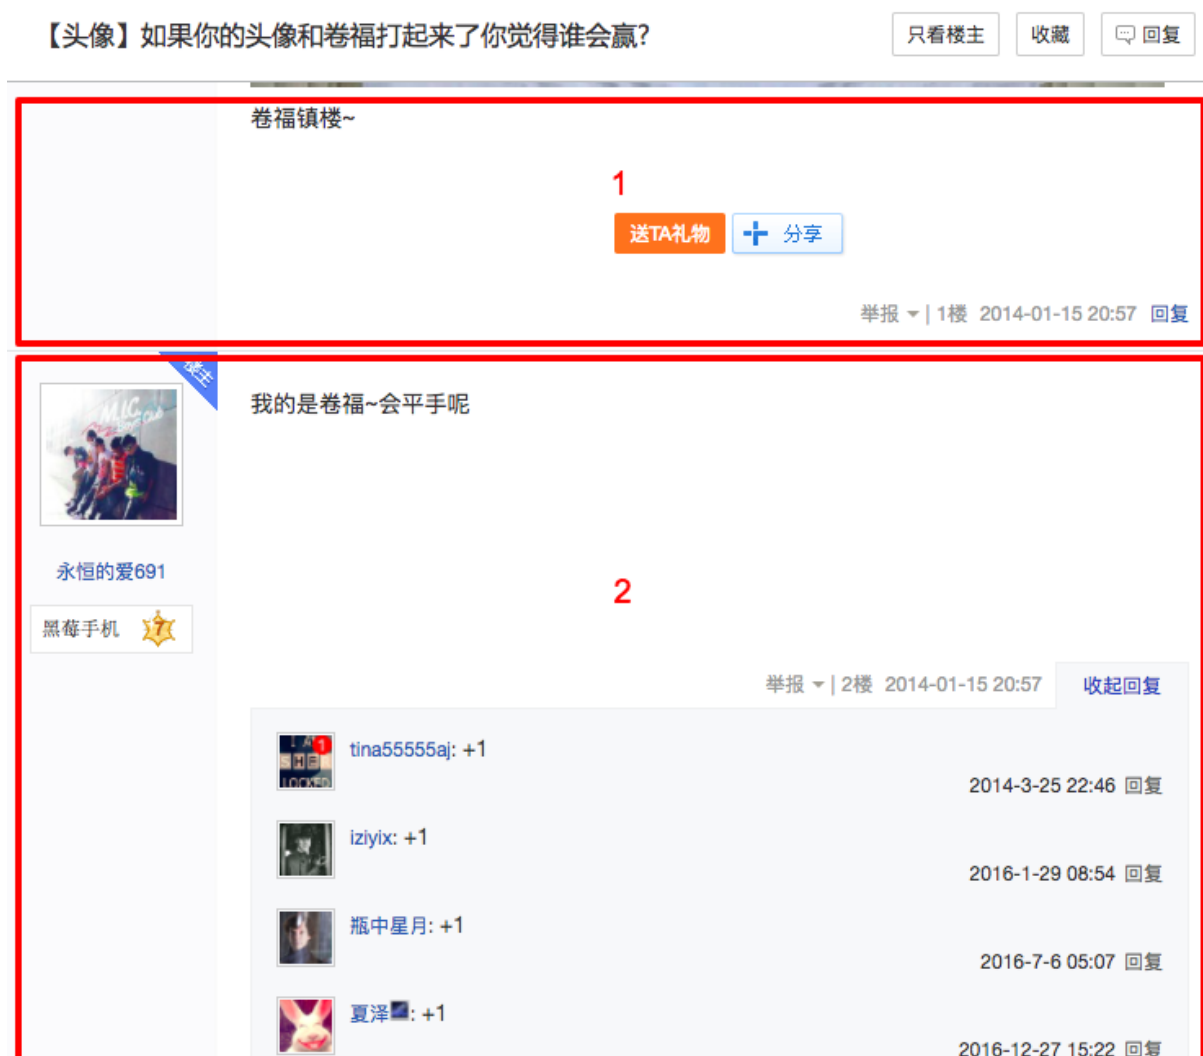 【头像】如果你的头像和卷福打起来了你觉得谁会赢?
只看楼主 收藏 回复
卷福镇楼~
1
送TA礼物 分享
举报 | 1楼 2014-01-15 20:57 回复
楼主
我的是卷福~会平手呢
M.I.C.
永恒的爱691
2
黑莓手机 7
举报 | 2楼 2014-01-15 20:57 收起回复
1
SHE
LOCKED
tina55555aj: +1
2014-3-25 22:46 回复
iziyix: +1
2016-1-29 08:54 回复
瓶中星月: +1
2016-7-6 05:07 回复
夏泽: +1
2016-12-27 15:22 回复